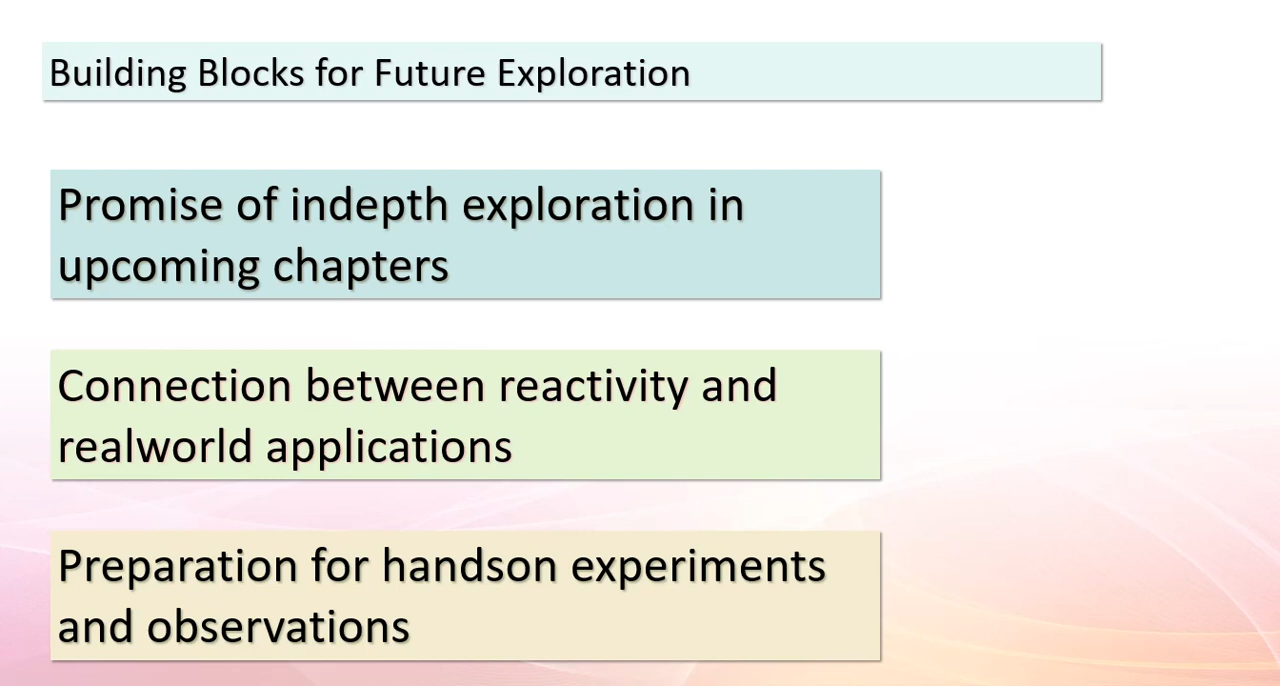 Building Blocks for Future Exploration
Promise of indepth exploration in
upcoming chapters
Connection between reactivity and
realworld applications
Preparation for handson experiments
and observations